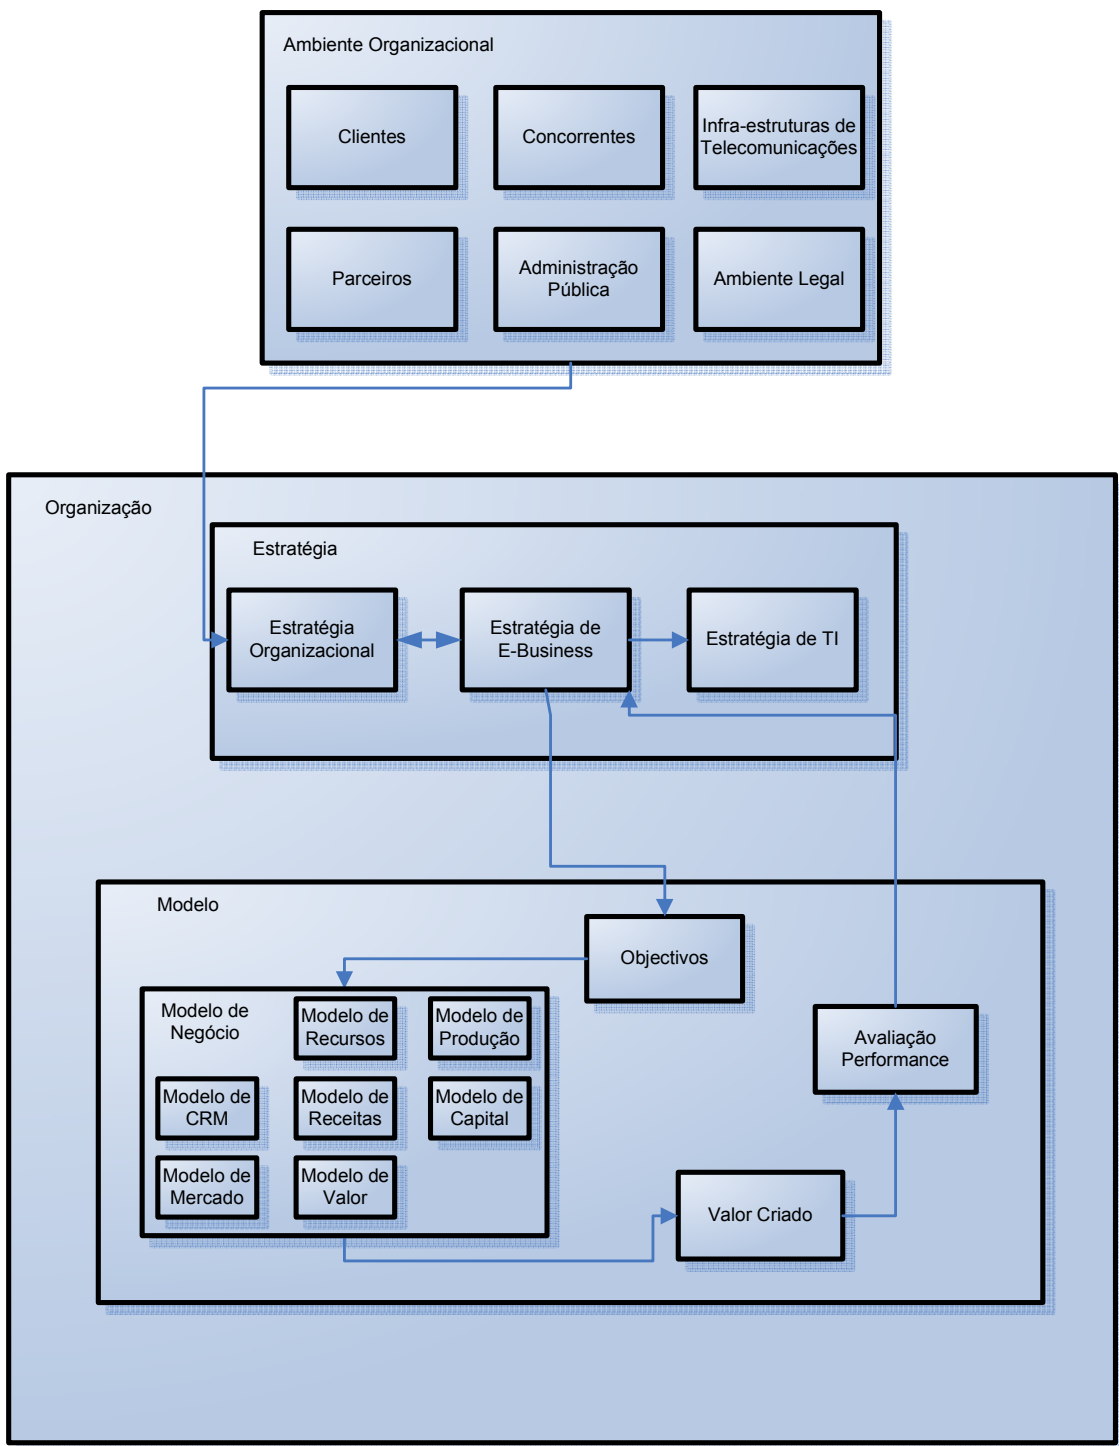 Ambiente Organizacional
Clientes
Concorrentes
Infra-estruturas de
Telecomunicações
Parceiros
Administração
Pública
Ambiente Legal
Organização
Estratégia
Estratégia
Organizacional
Estratégia de
E-Business
Estratégia de TI
Modelo
Objectivos
Modelo de
Negócio
Modelo de
Recursos
Modelo de
Produção
Modelo de
CRM
Modelo de
Receitas
Modelo de
Capital
Modelo de
Mercado
Modelo de
Valor
Avaliação
Performance
Valor Criado